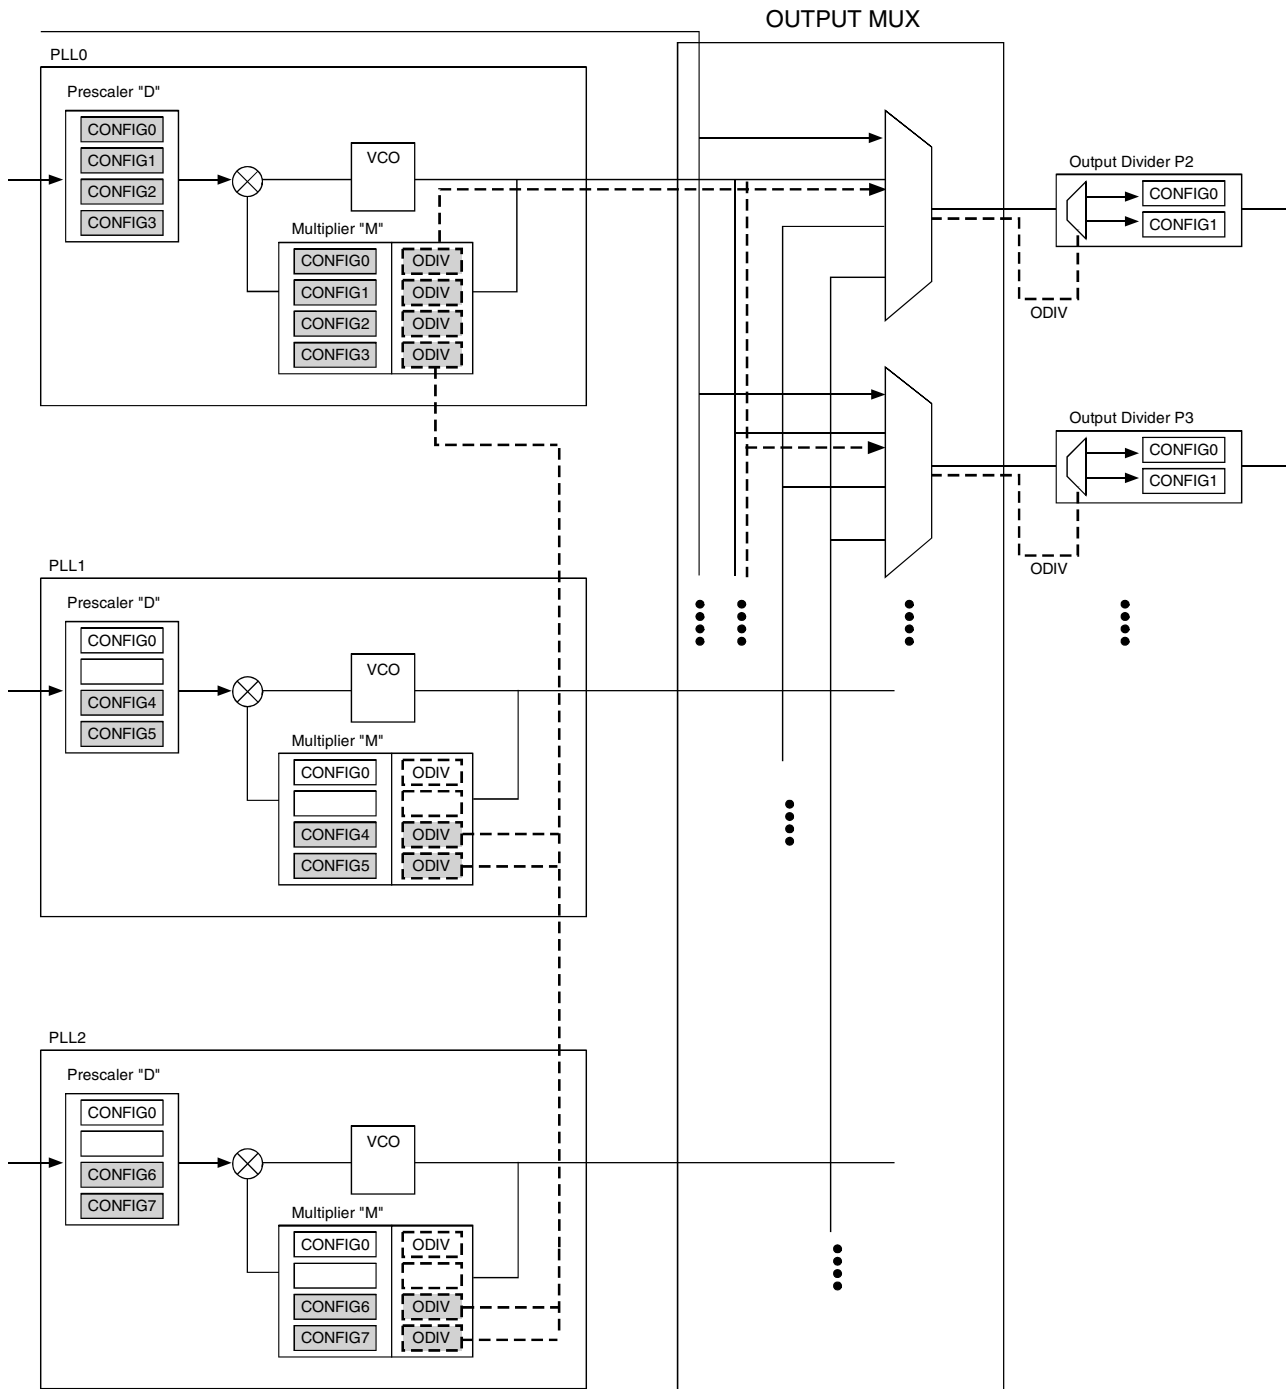 OUTPUT MUX
PLL0
Prescaler "D"
CONFIG0
CONFIG1
CONFIG2
CONFIG3
VCO
Multiplier "M"
CONFIG0 ODIV
CONFIG1 ODIV
CONFIG2 ODIV
CONFIG3 ODIV
Output Divider P2
CONFIG0
CONFIG1
ODIV
Output Divider P3
CONFIG0
CONFIG1
ODIV
PLL1
Prescaler "D"
CONFIG0
CONFIG4
CONFIG5
VCO
Multiplier "M"
CONFIG0 ODIV
CONFIG4 ODIV
CONFIG5 ODIV
PLL2
Prescaler "D"
CONFIG0
CONFIG6
CONFIG7
VCO
Multiplier "M"
CONFIG0 ODIV
CONFIG6 ODIV
CONFIG7 ODIV